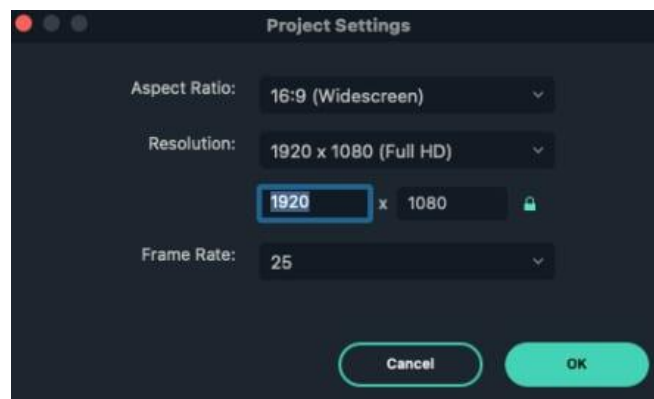 Project Settings
Aspect Ratio: 16:9 (Widescreen)
Resolution: 1920 x 1080 (Full HD)
1920 x 1080
Frame Rate: 25
Cancel OK